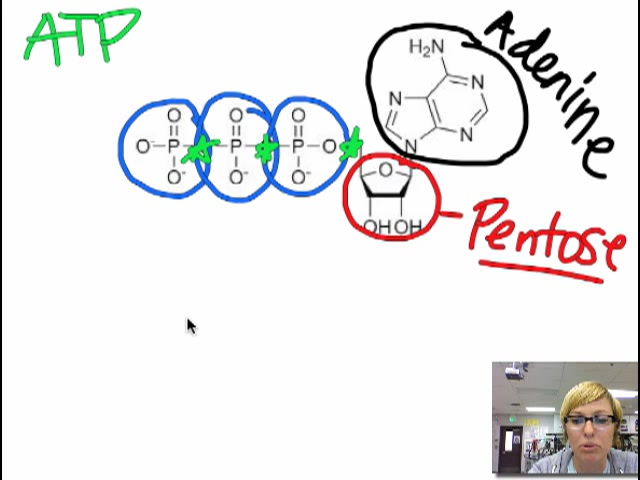 ATP
Adenine
H₂N
N
N
N
N
O O O
O⁻ P P P O
O⁻ O⁻ O⁻
O
OH OH
Pentose